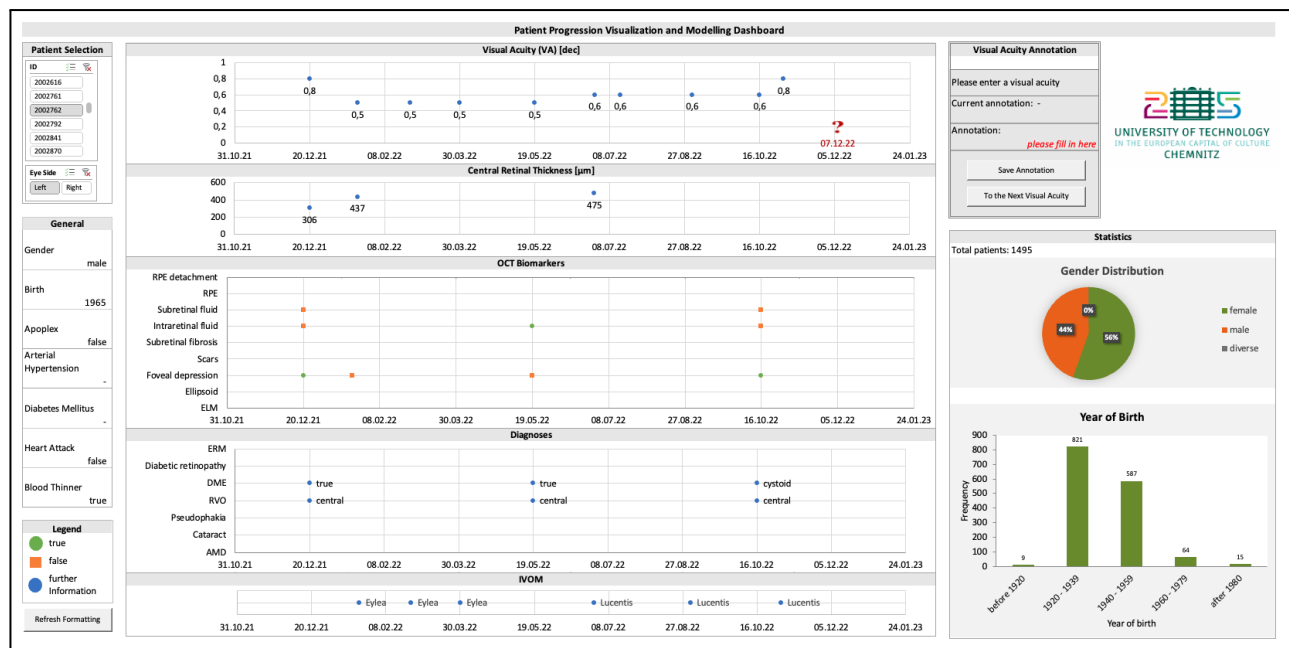 Patient Progression Visualization and Modelling Dashboard
Patient Selection
ID
2002616
2002761
2002762
2002792
2002841
2002870
Eye Side
Left Right
General
Gender
male
Birth
1965
Apoplex
false
Arterial
Hypertension
-
Diabetes Mellitus
-
Heart Attack
false
Blood Thinner
true
Legend
true
false
further
Information
Refresh Formatting
Visual Acuity (VA) [dec]
1
0,8
0,6
0,4
0,2
0
0,8 0,5 0,5 0,5 0,5 0,6 0,6 0,6 0,6 0,8
?
07.12.22
31.10.21 20.12.21 08.02.22 30.03.22 19.05.22 08.07.22 27.08.22 16.10.22 05.12.22 24.01.23
Central Retinal Thickness [µm]
600
400
200
0
306 437 475
31.10.21 20.12.21 08.02.22 30.03.22 19.05.22 08.07.22 27.08.22 16.10.22 05.12.22 24.01.23
OCT Biomarkers
RPE detachment
RPE
Subretinal fluid
Intraretinal fluid
Subretinal fibrosis
Scars
Foveal depression
Ellipsoid
ELM
31.10.21 20.12.21 08.02.22 30.03.22 19.05.22 08.07.22 27.08.22 16.10.22 05.12.22 24.01.23
Diagnoses
ERM
Diabetic retinopathy
DME true true cystoid
RVO central central central
Pseudophakia
Cataract
AMD
31.10.21 20.12.21 08.02.22 30.03.22 19.05.22 08.07.22 27.08.22 16.10.22 05.12.22 24.01.23
IVOM
Eylea Eylea Eylea Lucentis Lucentis Lucentis
31.10.21 20.12.21 08.02.22 30.03.22 19.05.22 08.07.22 27.08.22 16.10.22 05.12.22 24.01.23
Visual Acuity Annotation
Please enter a visual acuity
Current annotation: -
Annotation:
please fill in here
Save Annotation
To the Next Visual Acuity
UNIVERSITY OF TECHNOLOGY
IN THE EUROPEAN CAPITAL OF CULTURE
CHEMNITZ
Statistics
Total patients: 1495
Gender Distribution
0%
44%
56%
female
male
diverse
Year of Birth
Frequency
900
800
700
600
500
400
300
200
100
0
9 821 587 64 15
before 1920 1920 - 1939 1940 - 1959 1960 - 1979 after 1980
Year of birth